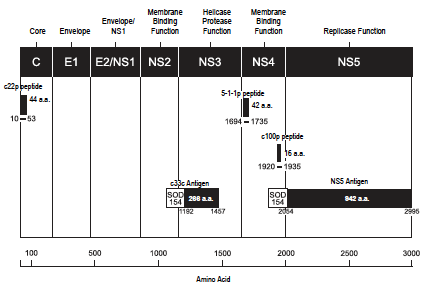 Core Envelope Envelope/ NS1 Membrane Binding Function Helicase Protease Function Membrane Binding Function Replicase Function
C E1 E2/NS1 NS2 NS3 NS4 NS5
c22p peptide
44 a.a.
10 – 53
5-1-1p peptide
42 a.a.
1694 – 1735
c100p peptide
16 a.a.
1920 – 1935
c33c Antigen
SOD 154
266 a.a.
1192 1457
NS5 Antigen
SOD 154
942 a.a.
2054 2995
100 500 1000 1500 2000 2500 3000
Amino Acid